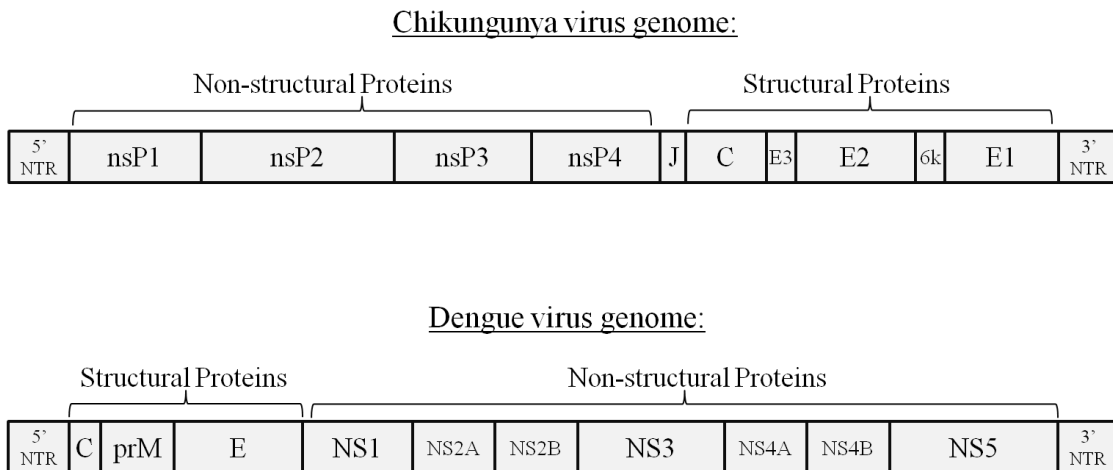 Chikungunya virus genome:
Non-structural Proteins Structural Proteins
5’ NTR nsP1 nsP2 nsP3 nsP4 J C E3 E2 6k E1 3’ NTR
Dengue virus genome:
Structural Proteins Non-structural Proteins
5’ NTR C prM E NS1 NS2A NS2B NS3 NS4A NS4B NS5 3’ NTR